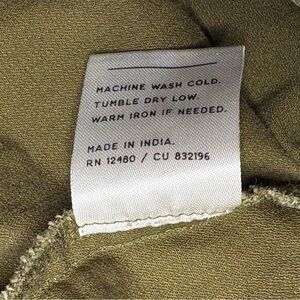 MACHINE WASH COLD.
TUMBLE DRY LOW.
WARM IRON IF NEEDED.
MADE IN INDIA.
RN 12480 / CU 832196